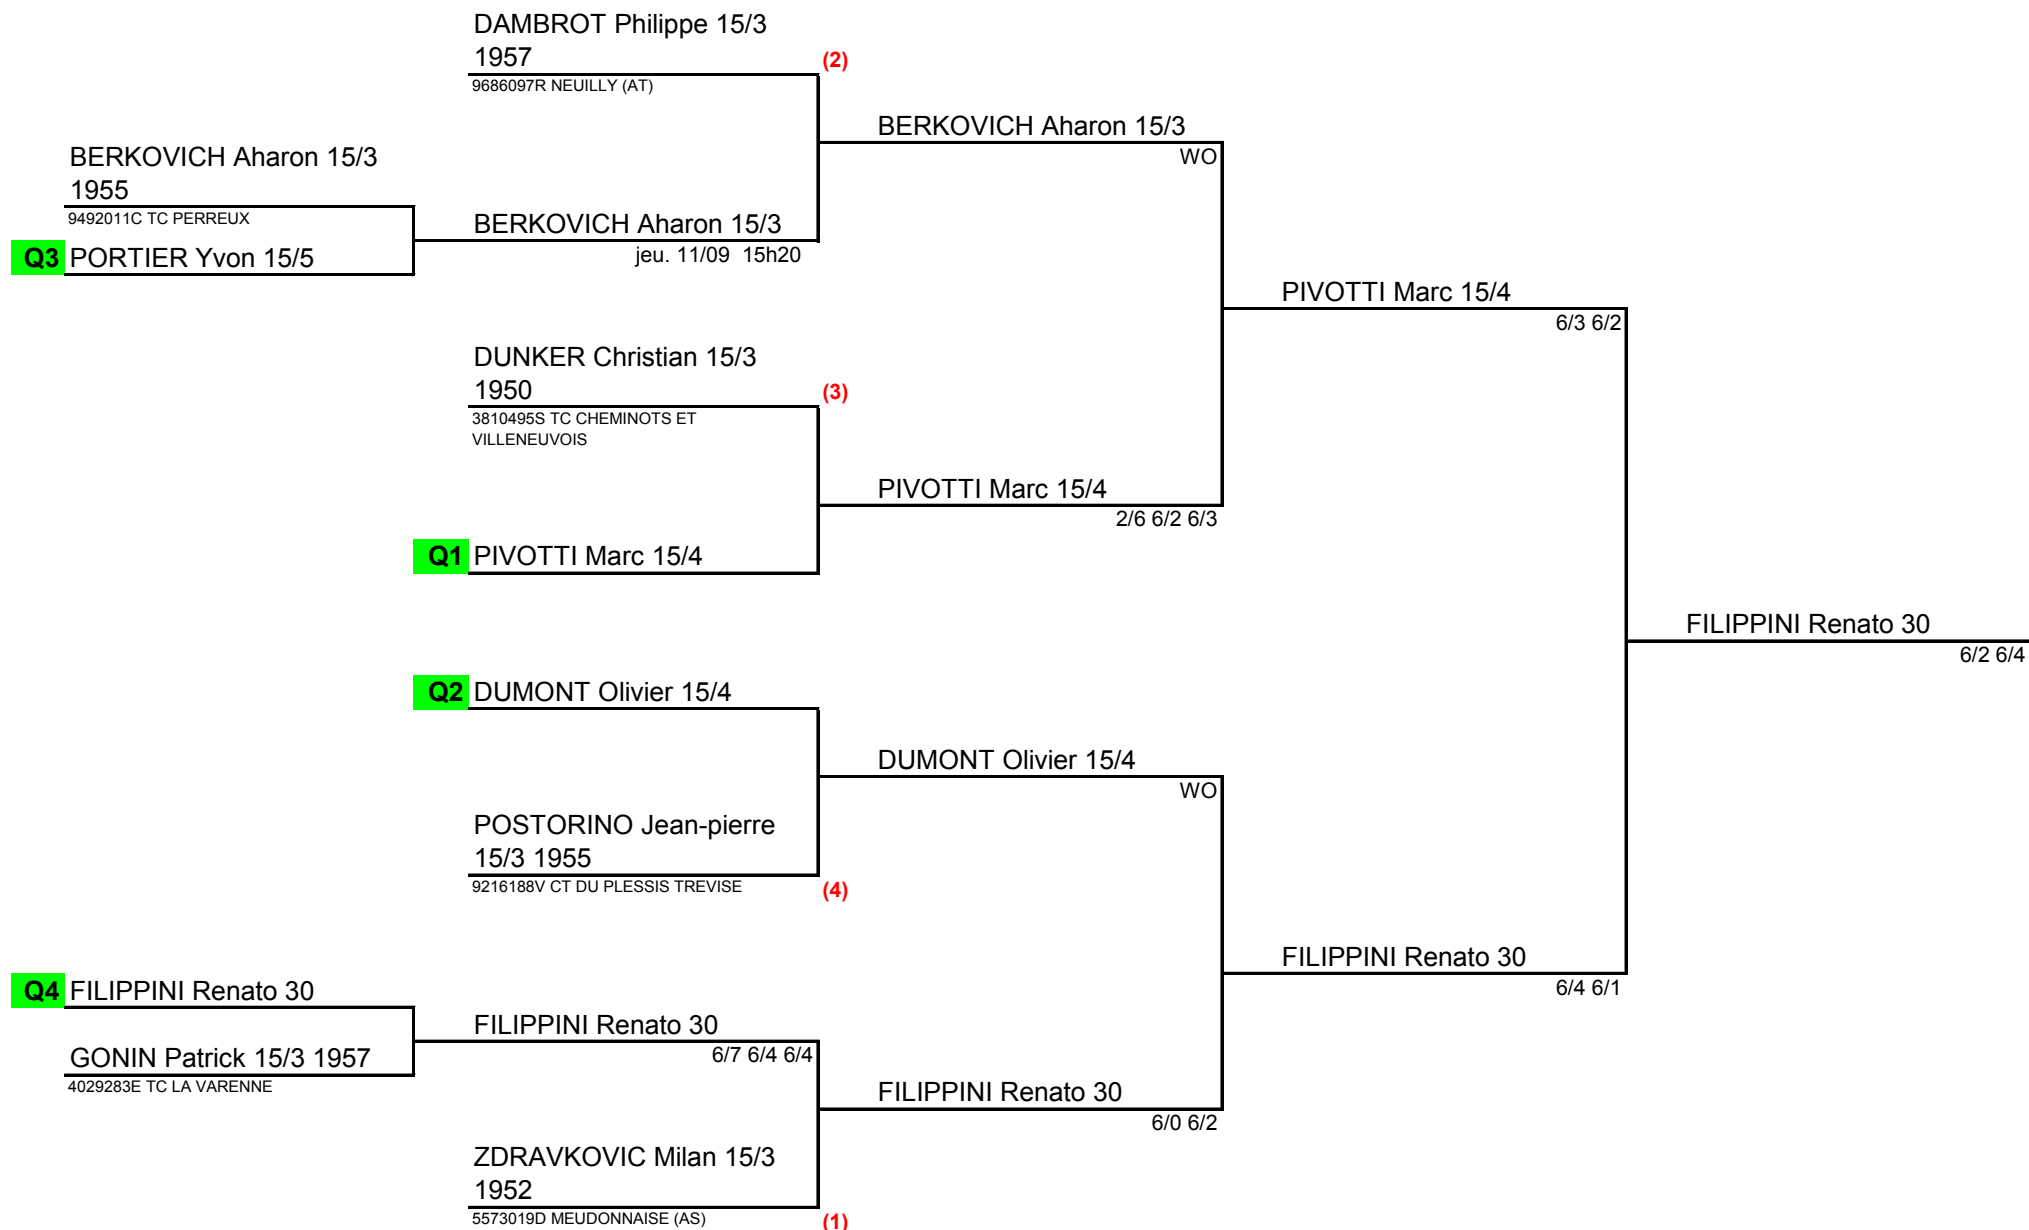 DAMBROT Philippe 15/3
1957
(2)
9686097R NEUILLY (AT)
BERKOVICH Aharon 15/3
WO
BERKOVICH Aharon 15/3
1955
9492011C TC PERREUX
BERKOVICH Aharon 15/3
jeu. 11/09 15h20
Q3 PORTIER Yvon 15/5
PIVOTTI Marc 15/4
6/3 6/2
DUNKER Christian 15/3
1950
(3)
3810495S TC CHEMINOTS ET
VILLENEUVOIS
PIVOTTI Marc 15/4
2/6 6/2 6/3
Q1 PIVOTTI Marc 15/4
FILIPPINI Renato 30
6/2 6/4
Q2 DUMONT Olivier 15/4
DUMONT Olivier 15/4
WO
POSTORINO Jean-pierre
15/3 1955
9216188V CT DU PLESSIS TREVISE
(4)
FILIPPINI Renato 30
6/4 6/1
Q4 FILIPPINI Renato 30
FILIPPINI Renato 30
6/7 6/4 6/4
GONIN Patrick 15/3 1957
4029283E TC LA VARENNE
FILIPPINI Renato 30
6/0 6/2
ZDRAVKOVIC Milan 15/3
1952
5573019D MEUDONNAISE (AS)
(1)